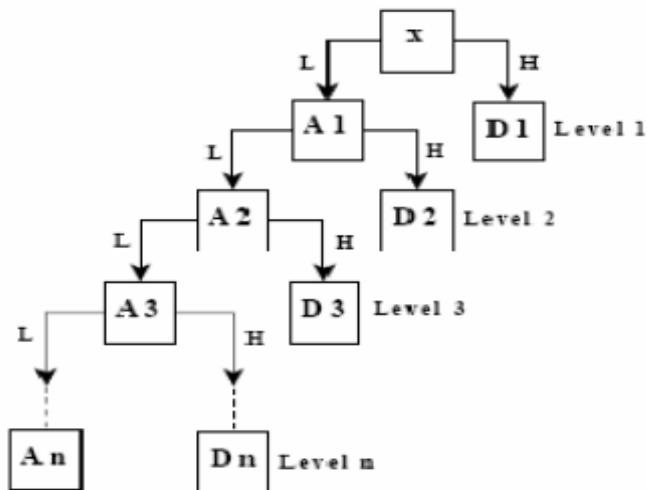 x
L H
A 1 D 1 Level 1
L H
A 2 D 2 Level 2
L H
A 3 D 3 Level 3
L H
A n D n Level n